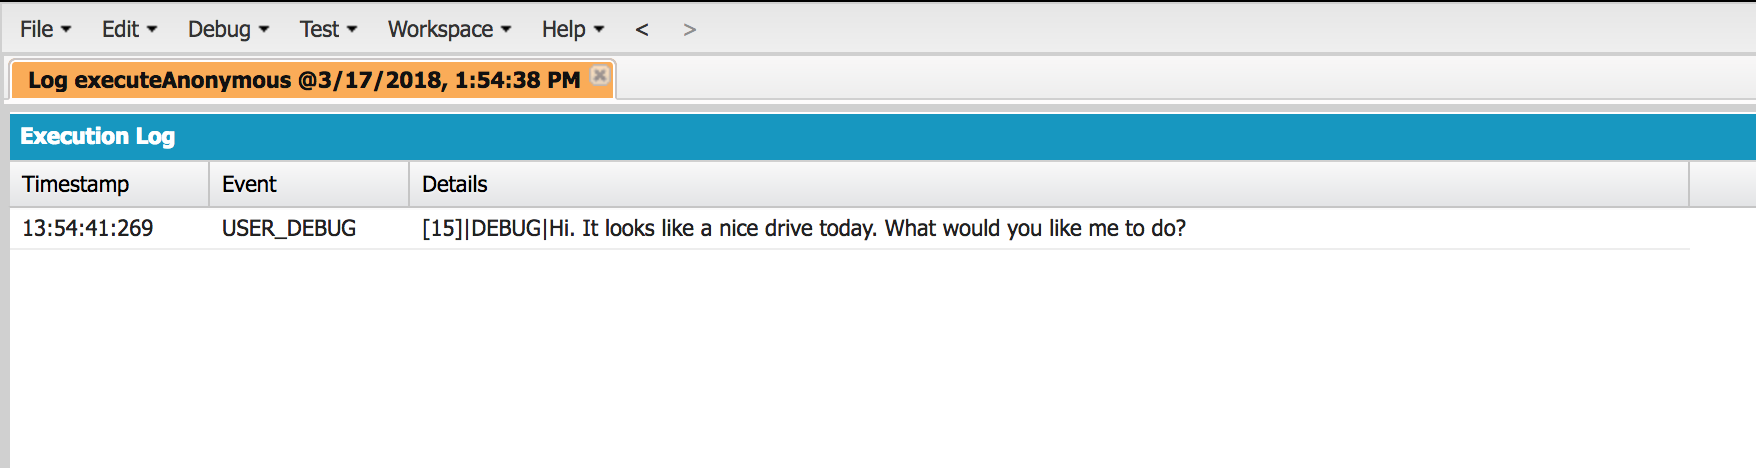 File Edit Debug Test Workspace Help < >
Log executeAnonymous @3/17/2018, 1:54:38 PM
Execution Log
Timestamp Event Details
13:54:41:269 USER_DEBUG [15]|DEBUG|Hi. It looks like a nice drive today. What would you like me to do?